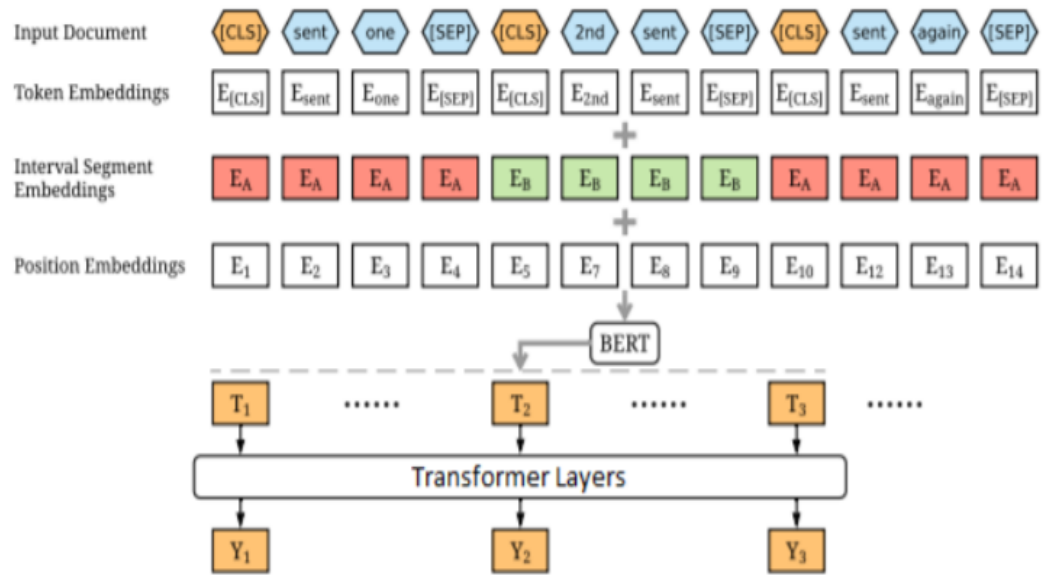 Input Document [CLS] sent one [SEP] [CLS] 2nd sent [SEP] [CLS] sent again [SEP]
Token Embeddings E[CLS] Esent Eone E[SEP] E[CLS] E2nd Esent E[SEP] E[CLS] Esent Eagain E[SEP]
+
Interval Segment
Embeddings EA EA EA EA EB EB EB EB EA EA EA EA
+
Position Embeddings E1 E2 E3 E4 E5 E7 E8 E9 E10 E12 E13 E14
BERT
T1 ...... T2 ...... T3 ......
Transformer Layers
Y1 Y2 Y3